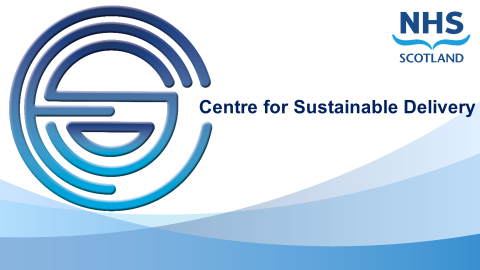 NHS
SCOTLAND
Centre for Sustainable Delivery